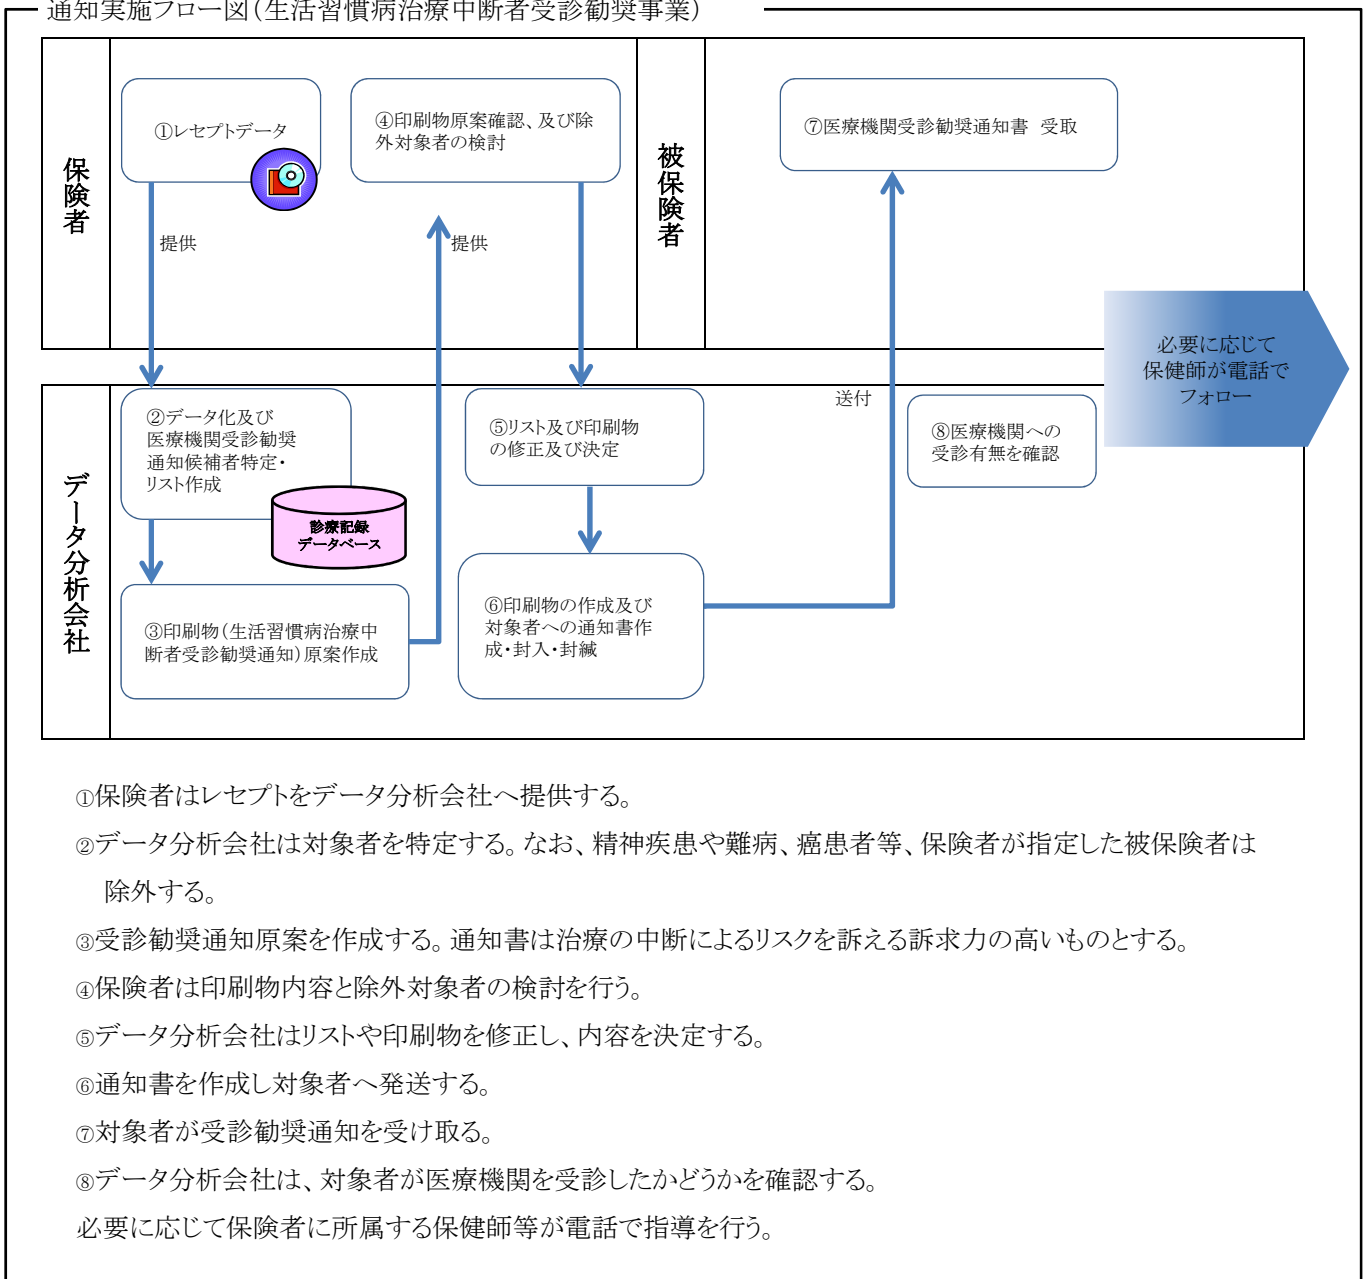 通知実施フロー図（生活習慣病治療中断者受診勧奨事業）
保険者
①レセプトデータ
④印刷物原案確認、及び除
外対象者の検討
被保険者
⑦医療機関受診勧奨通知書 受取
提供
提供
必要に応じて
保健師が電話で
フォロー
データ分析会社
②データ化及び
医療機関受診勧奨
通知候補者特定・
リスト作成
診療記録
データベース
③印刷物（生活習慣病治療中
断者受診勧奨通知）原案作成
⑤リスト及び印刷物
の修正及び決定
⑥印刷物の作成及び
対象者への通知書作
成・封入・封緘
送付
⑧医療機関への
受診有無を確認
①保険者はレセプトをデータ分析会社へ提供する。
②データ分析会社は対象者を特定する。なお、精神疾患や難病、癌患者等、保険者が指定した被保険者は
除外する。
③受診勧奨通知原案を作成する。通知書は治療の中断によるリスクを訴える訴求力の高いものとする。
④保険者は印刷物内容と除外対象者の検討を行う。
⑤データ分析会社はリストや印刷物を修正し、内容を決定する。
⑥通知書を作成し対象者へ発送する。
⑦対象者が受診勧奨通知を受け取る。
⑧データ分析会社は、対象者が医療機関を受診したかどうかを確認する。
必要に応じて保険者に所属する保健師等が電話で指導を行う。